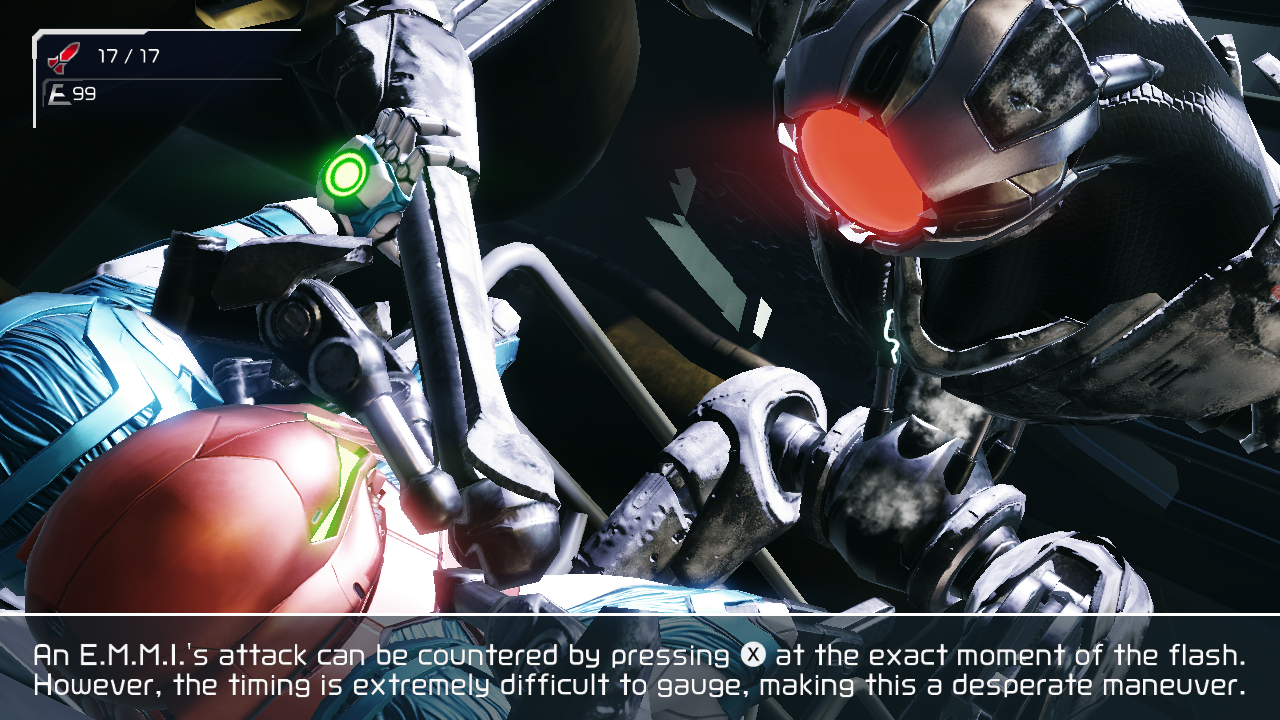 17 / 17
E 99
An E.M.M.I.'s attack can be countered by pressing X at the exact moment of the flash.
However, the timing is extremely difficult to gauge, making this a desperate maneuver.